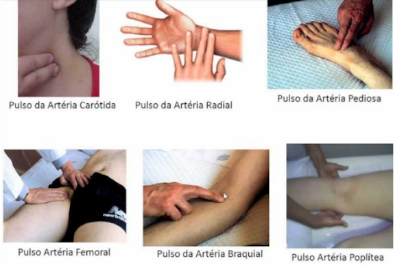 Pulso da Artéria Carótida
Pulso da Artéria Radial
Pulso da Artéria Pediosa
Pulso Artéria Femoral
Pulso da Artéria Braquial
Pulso Artéria Poplítea